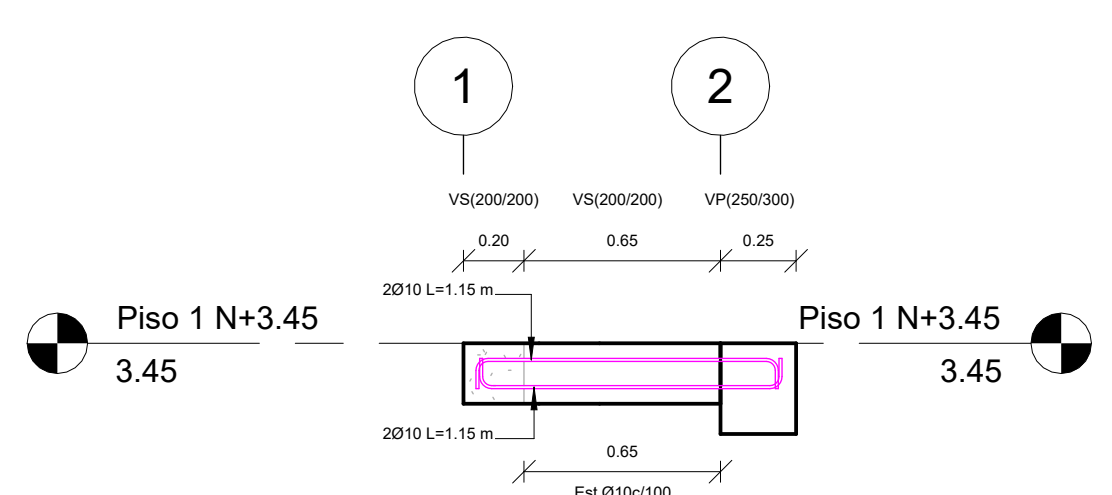 1 2
VS(200/200) VS(200/200) VP(250/300)
0.20 0.65 0.25
2Ø10 L=1.15 m
Piso 1 N+3.45 Piso 1 N+3.45
3.45 3.45
2Ø10 L=1.15 m
0.65
Est Ø10c/100